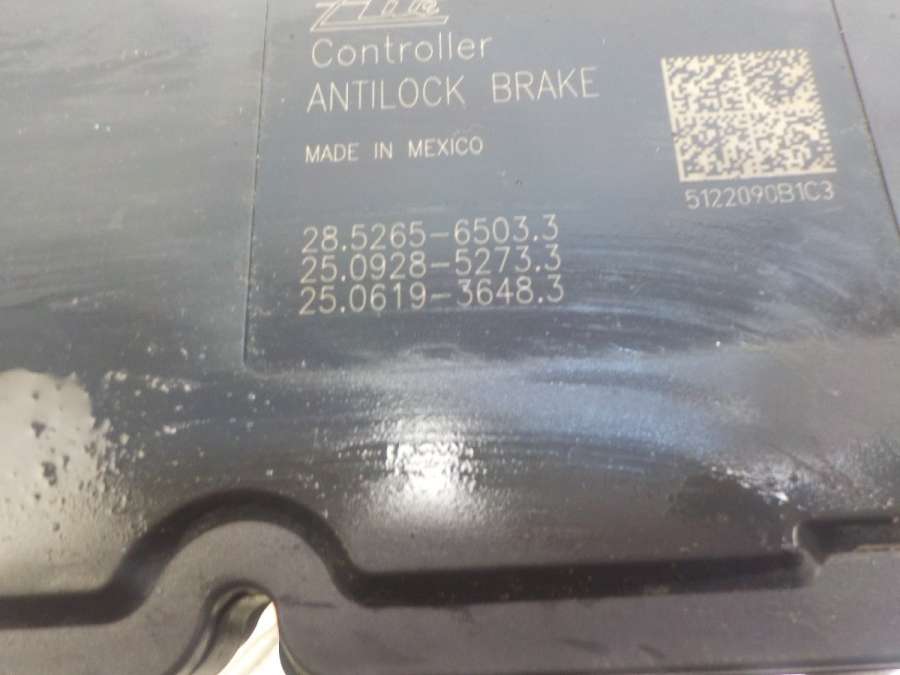 Controller
ANTILOCK BRAKE
MADE IN MEXICO
5122090B1C3
28.5265-6503.3
25.0928-5273.3
25.0619-3648.3